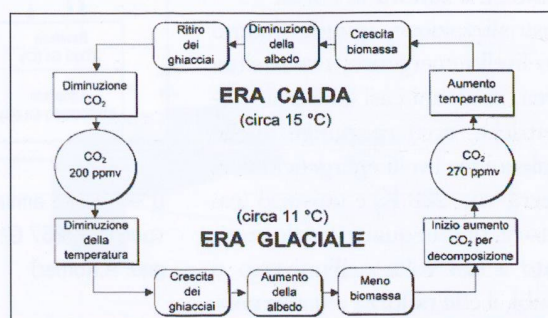 Ritiro
dei
ghiacciai
Diminuzione
della
albedo
Crescita
biomassa
Diminuzione
CO2
ERA CALDA
(circa 15 °C)
Aumento
temperatura
CO2
200 ppmv
CO2
270 ppmv
Diminuzione
della
temperatura
(circa 11 °C)
ERA GLACIALE
Inizio aumento
CO2 per
decomposizione
Crescita
dei
ghiacciai
Aumento
della
albedo
Meno
biomassa